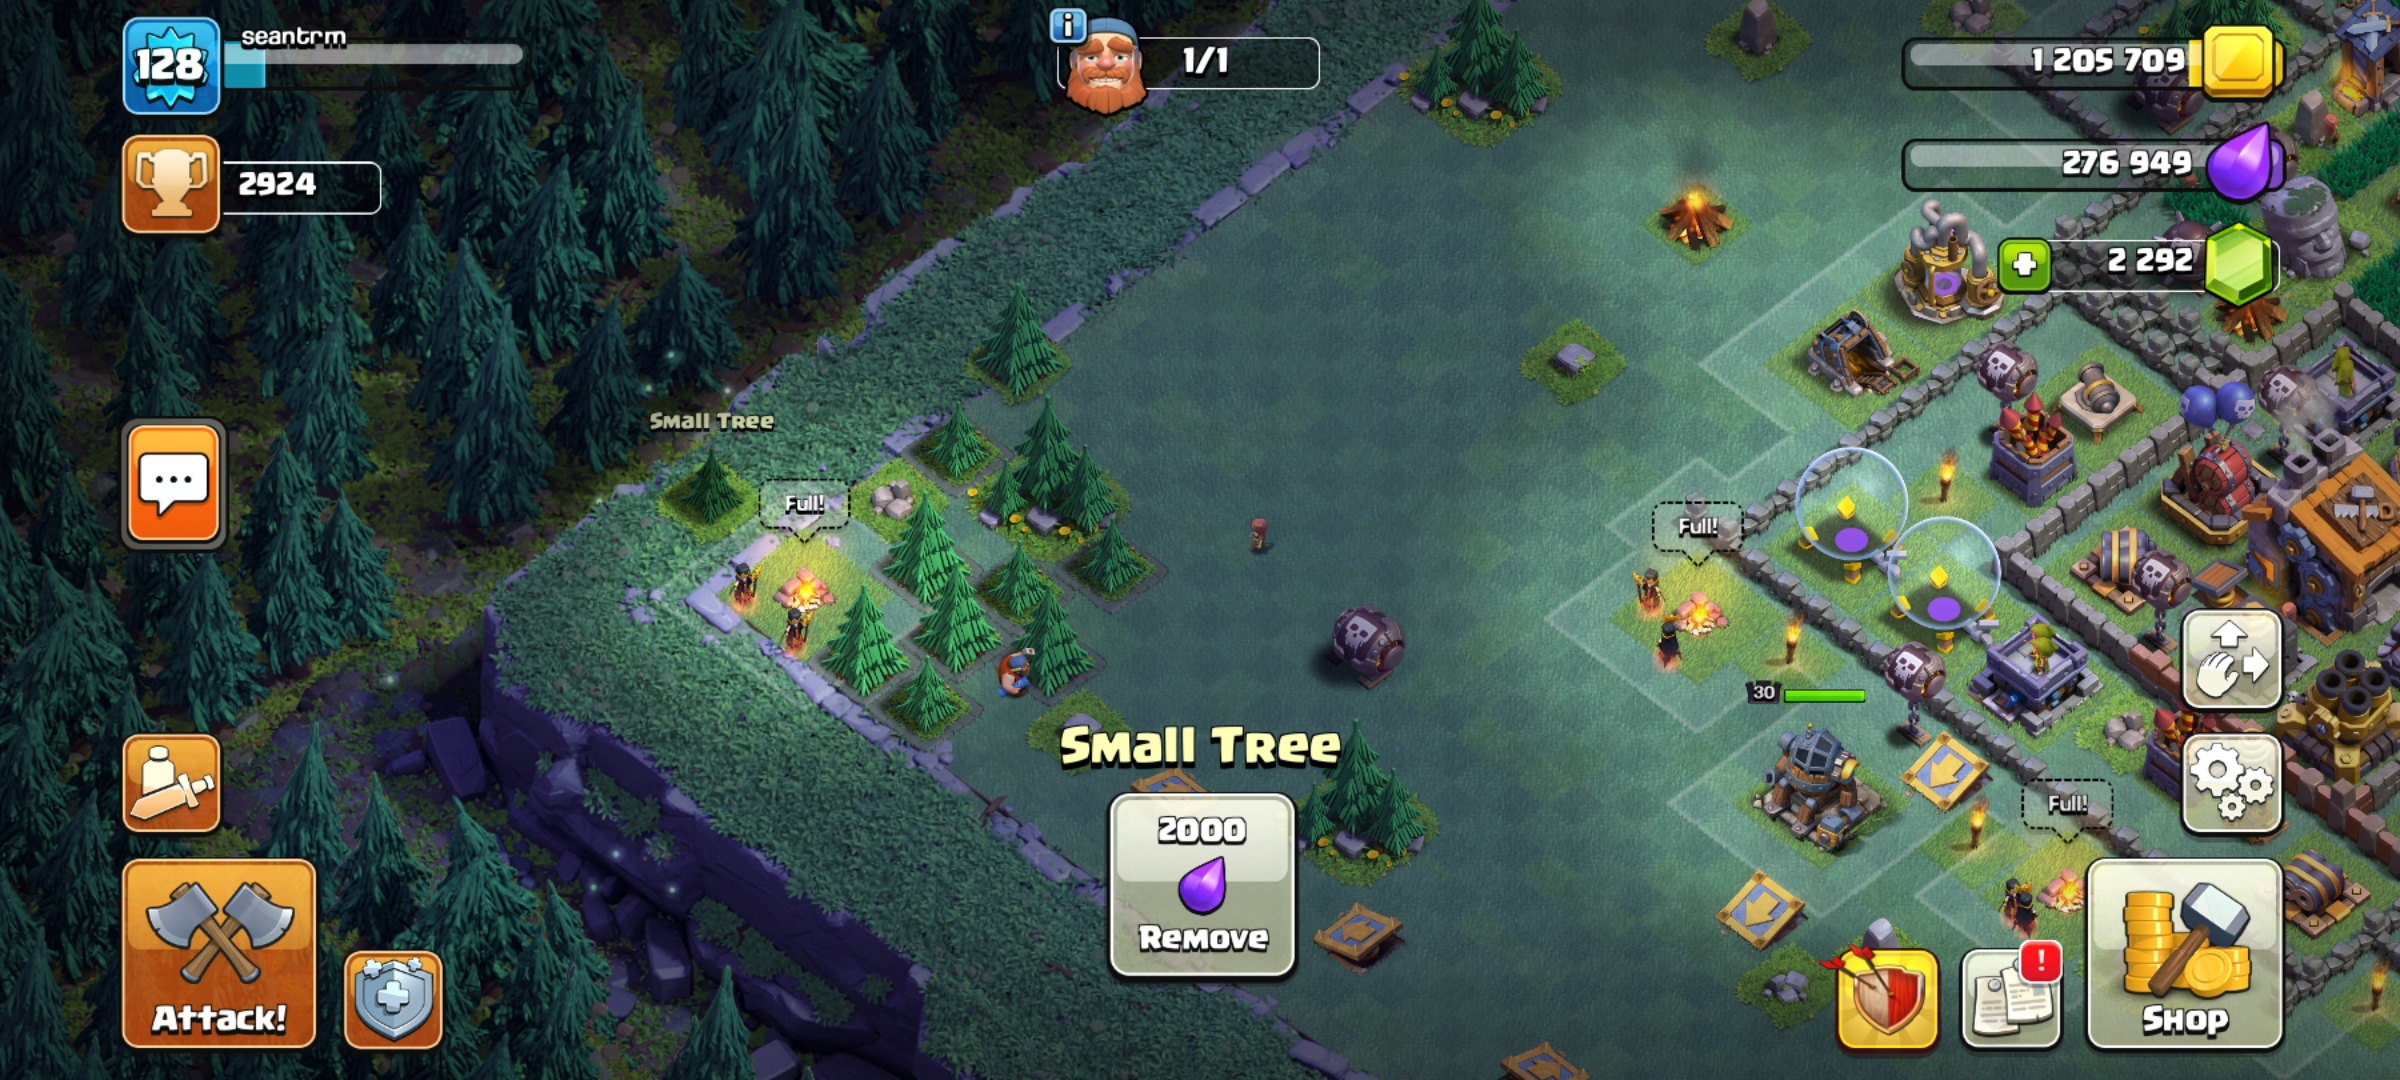 128
seantrm
i
1/1
1 205 709
2924
276 949
2 292
Small Tree
Full!
Full!
30
Small Tree
Full!
2000
Remove
Attack!
!
Shop